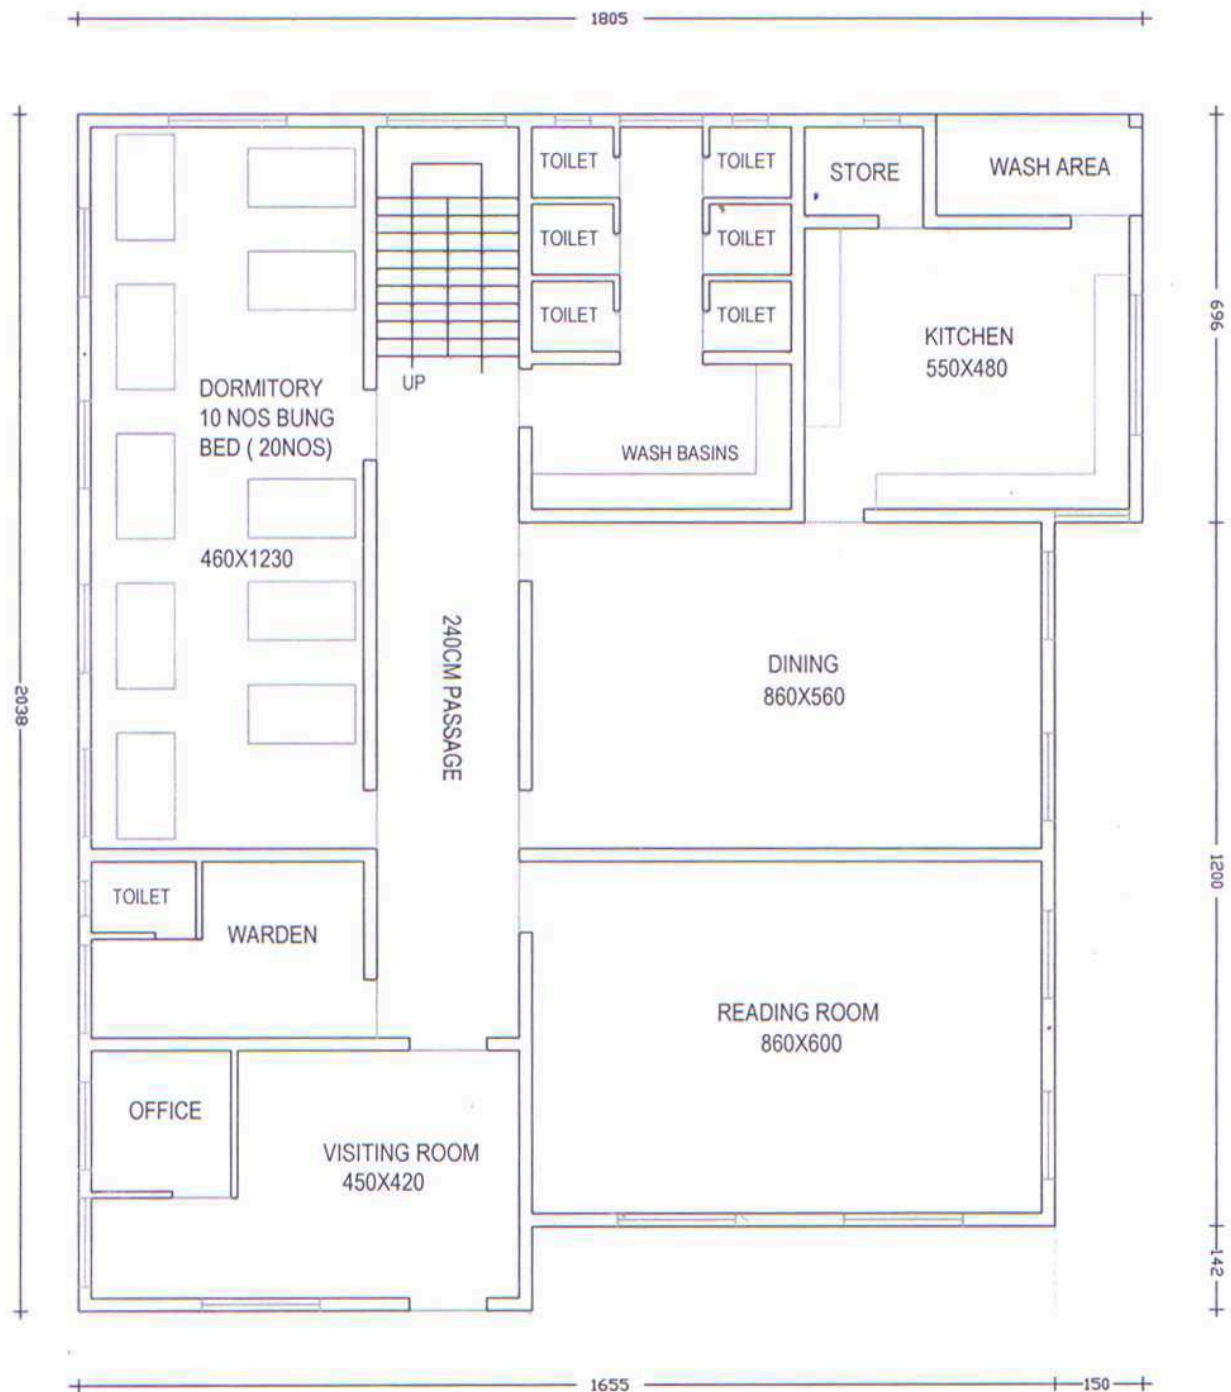 1805
TOILET
TOILET
STORE
WASH AREA
TOILET
TOILET
TOILET
TOILET
696
KITCHEN
550X480
UP
DORMITORY
10 NOS BUNG
BED ( 20NOS)
WASH BASINS
460X1230
240CM PASSAGE
DINING
860X560
2038
1200
TOILET
WARDEN
READING ROOM
860X600
OFFICE
VISITING ROOM
450X420
142
1655
150